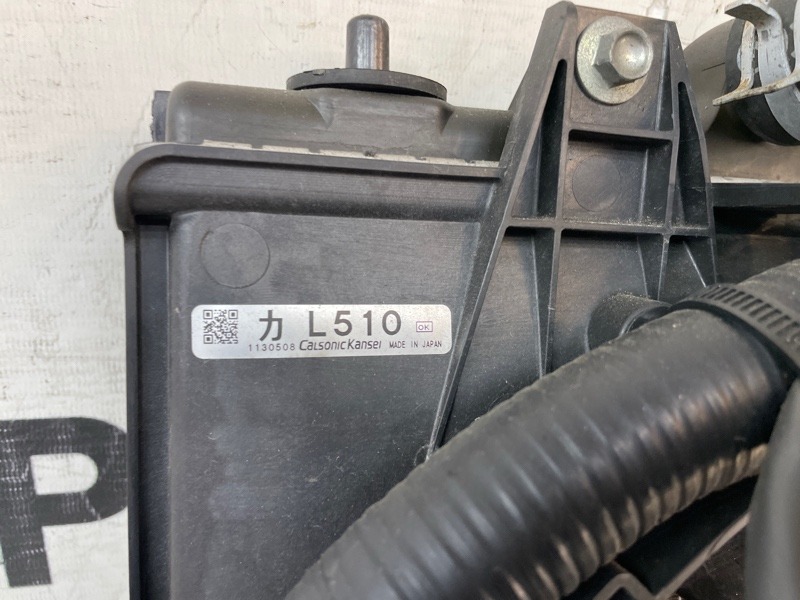 カ L510 OK
1130508 CalsonicKansei MADE IN JAPAN
P